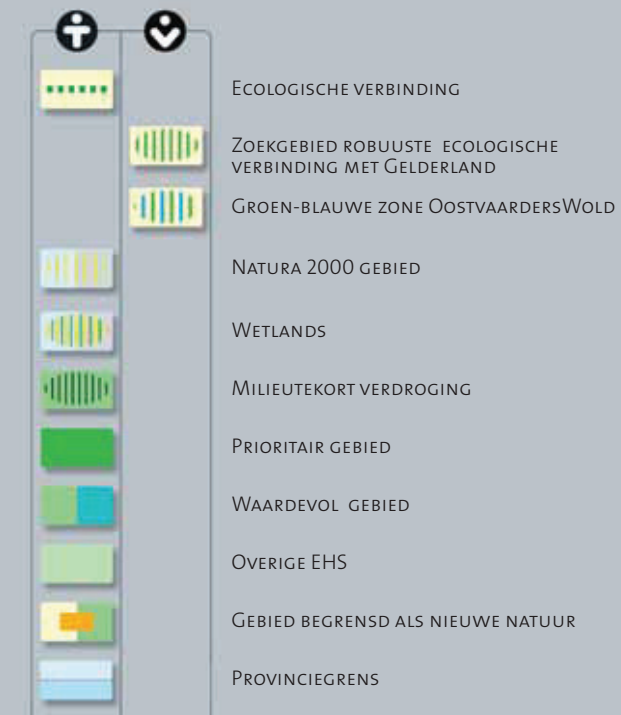 Ecologische verbinding
Zoekgebied robuuste ecologische
verbinding met Gelderland
Groen-blauwe zone OostvaardersWold
Natura 2000 gebied
Wetlands
Milieutekort verdroging
Prioritair gebied
Waardevol gebied
Overige EHS
Gebied begrensd als nieuwe natuur
Provinciegrens